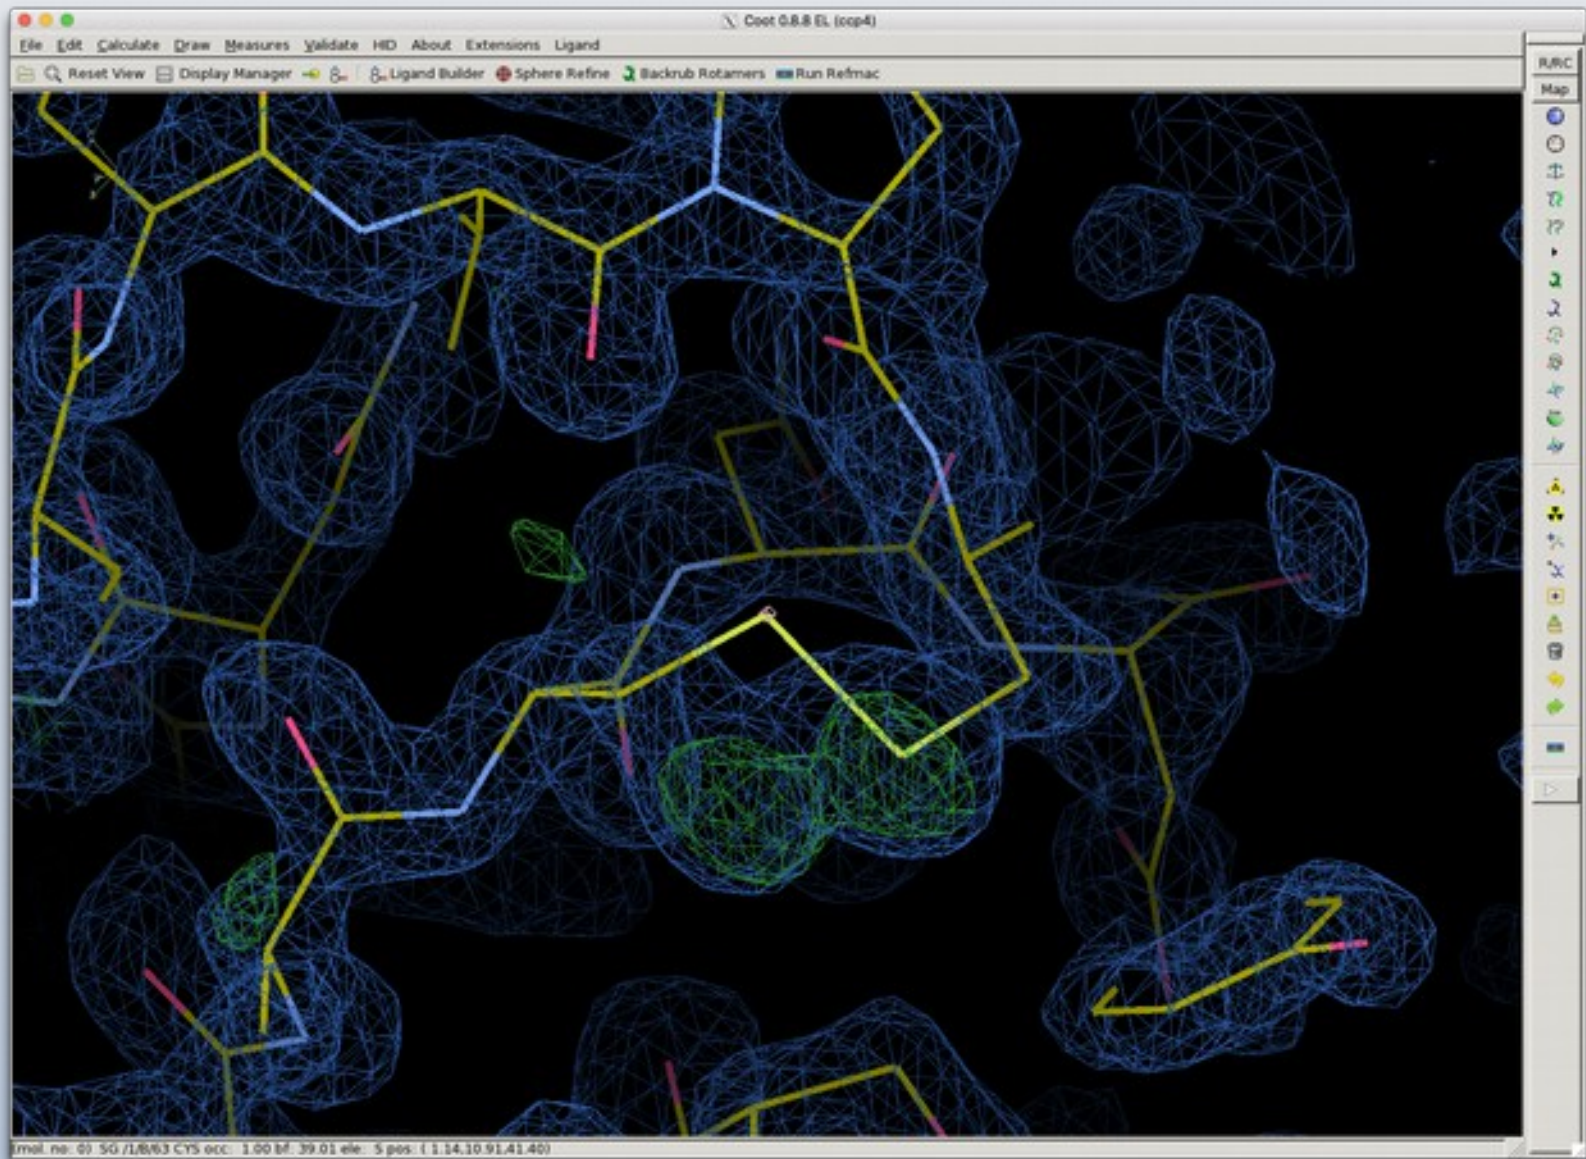 Coot 0.8.8 EL (ccp4)
File Edit Calculate Draw Measures Validate HID About Extensions Ligand
Reset View Display Manager Ligand Builder Sphere Refine Backrub Rotamers Run Refmac
R/RC
Map
(mol. no: 0) SG /1/B/63 CYS occ: 1.00 bf: 39.01 ele: S pos: ( 1.14,10.91,41.40)